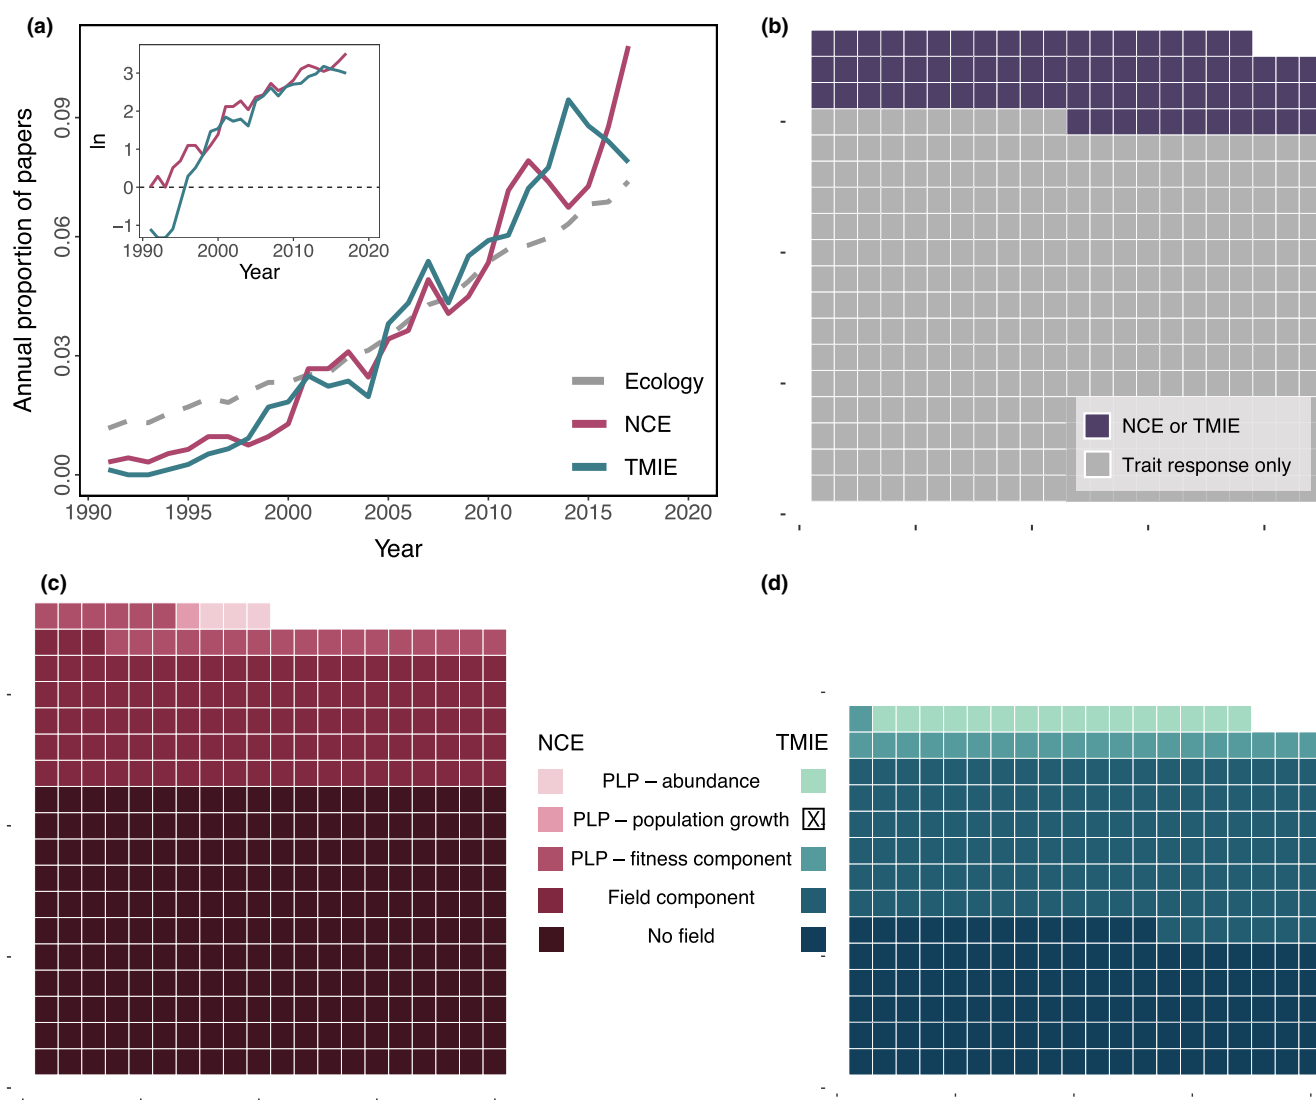 (a)
Annual proportion of papers
0.00
0.03
0.06
0.09
ln
−1
0
1
2
3
1990 2000 2010 2020
Year
Ecology
NCE
TMIE
1990 1995 2000 2005 2010 2015 2020
Year
(b)
NCE or TMIE
Trait response only
(c)
NCE TMIE
PLP – abundance
PLP – population growth X
PLP – fitness component
Field component
No field
(d)